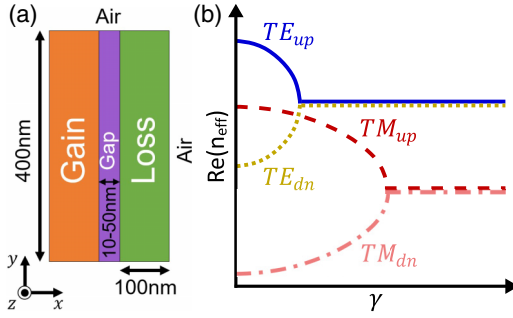 (a)
Air
400nm
Gain
Gap
10-50nm
Loss
Air
y
z
x
100nm
(b)
Re(n_eff)
TE_up
TM_up
TE_dn
TM_dn
γ